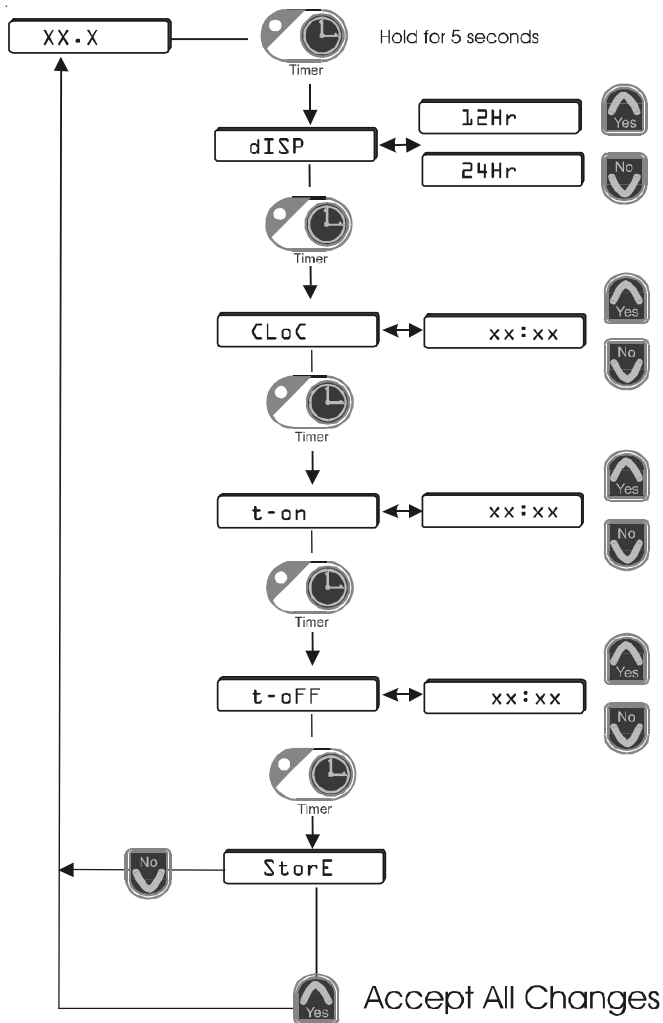 XX.X
Hold for 5 seconds
Timer
12Hr
Yes
dISP
24Hr
No
Timer
Yes
CLoC
xx:xx
No
Timer
Yes
t-on
xx:xx
No
Timer
Yes
t-oFF
xx:xx
No
Timer
No
StorE
Yes
Accept All Changes